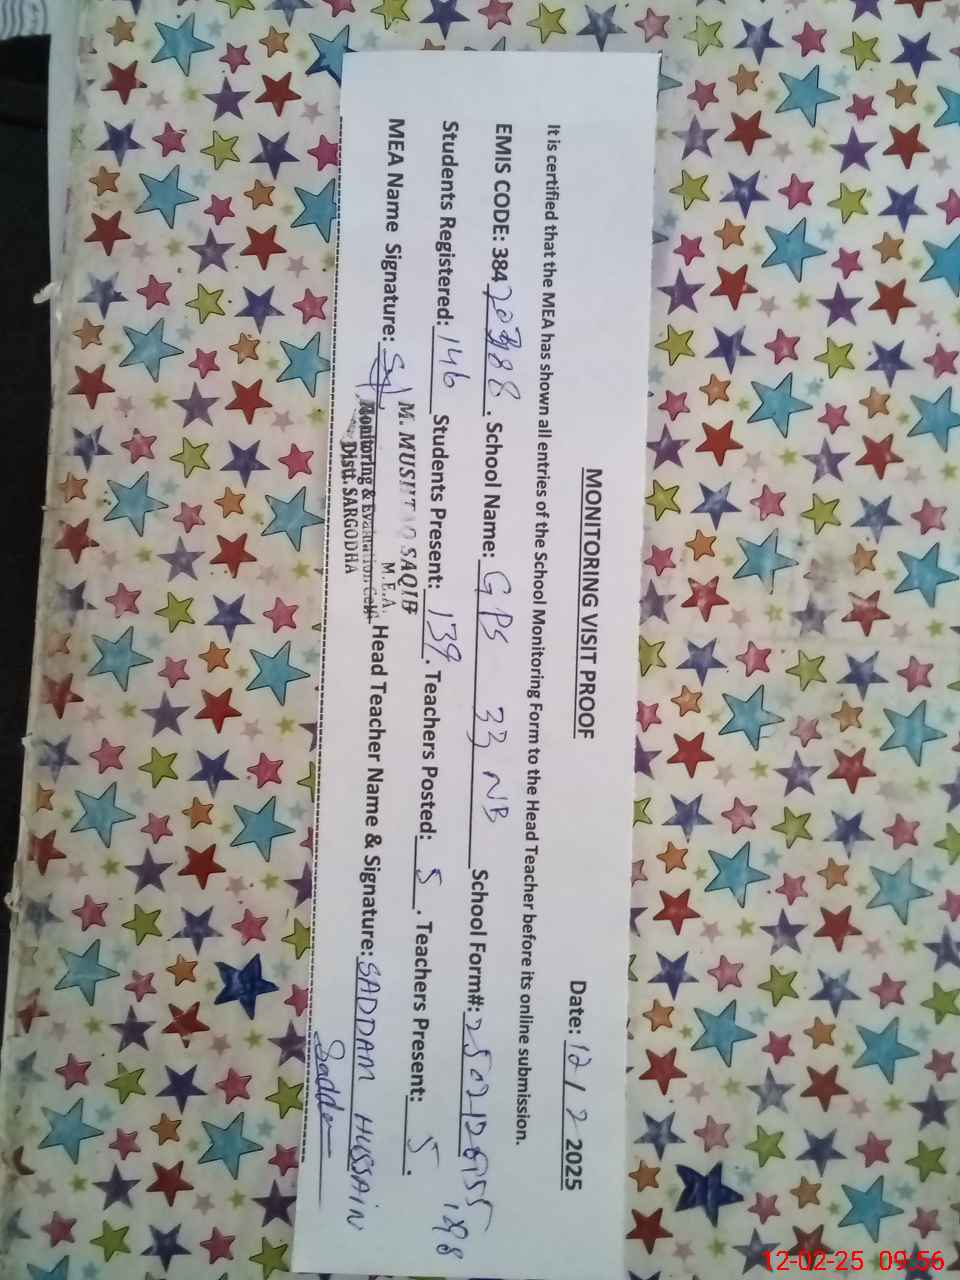 MONITORING VISIT PROOF
Date: 12/2 2025
It is certified that the MEA has shown all entries of the School Monitoring Form to the Head Teacher before its online submission.
EMIS CODE: 384 . School Name: GPS 33 NB School Form#:
Students Registered: 146 Students Present: 139. Teachers Posted: 5. Teachers Present: 5.
MEA Name Signature: Head Teacher Name & Signature: SADDAM HUSSAIN
M. MUSHTAQ SAQIB
M.E.A.
Monitoring & Evaluation Cell
Distt. SARGODHA
12-02-25 09:56